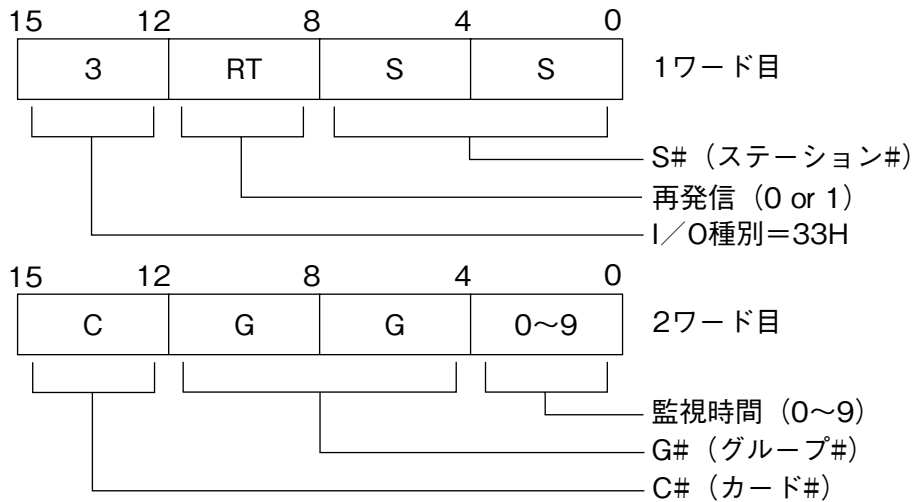 15 12 8 4 0
3 RT S S 1ワード目
S#（ステーション#）
再発信（0 or 1）
I／O種別＝33H
15 12 8 4 0
C G G 0～9 2ワード目
監視時間（0～9）
G#（グループ#）
C#（カード#）